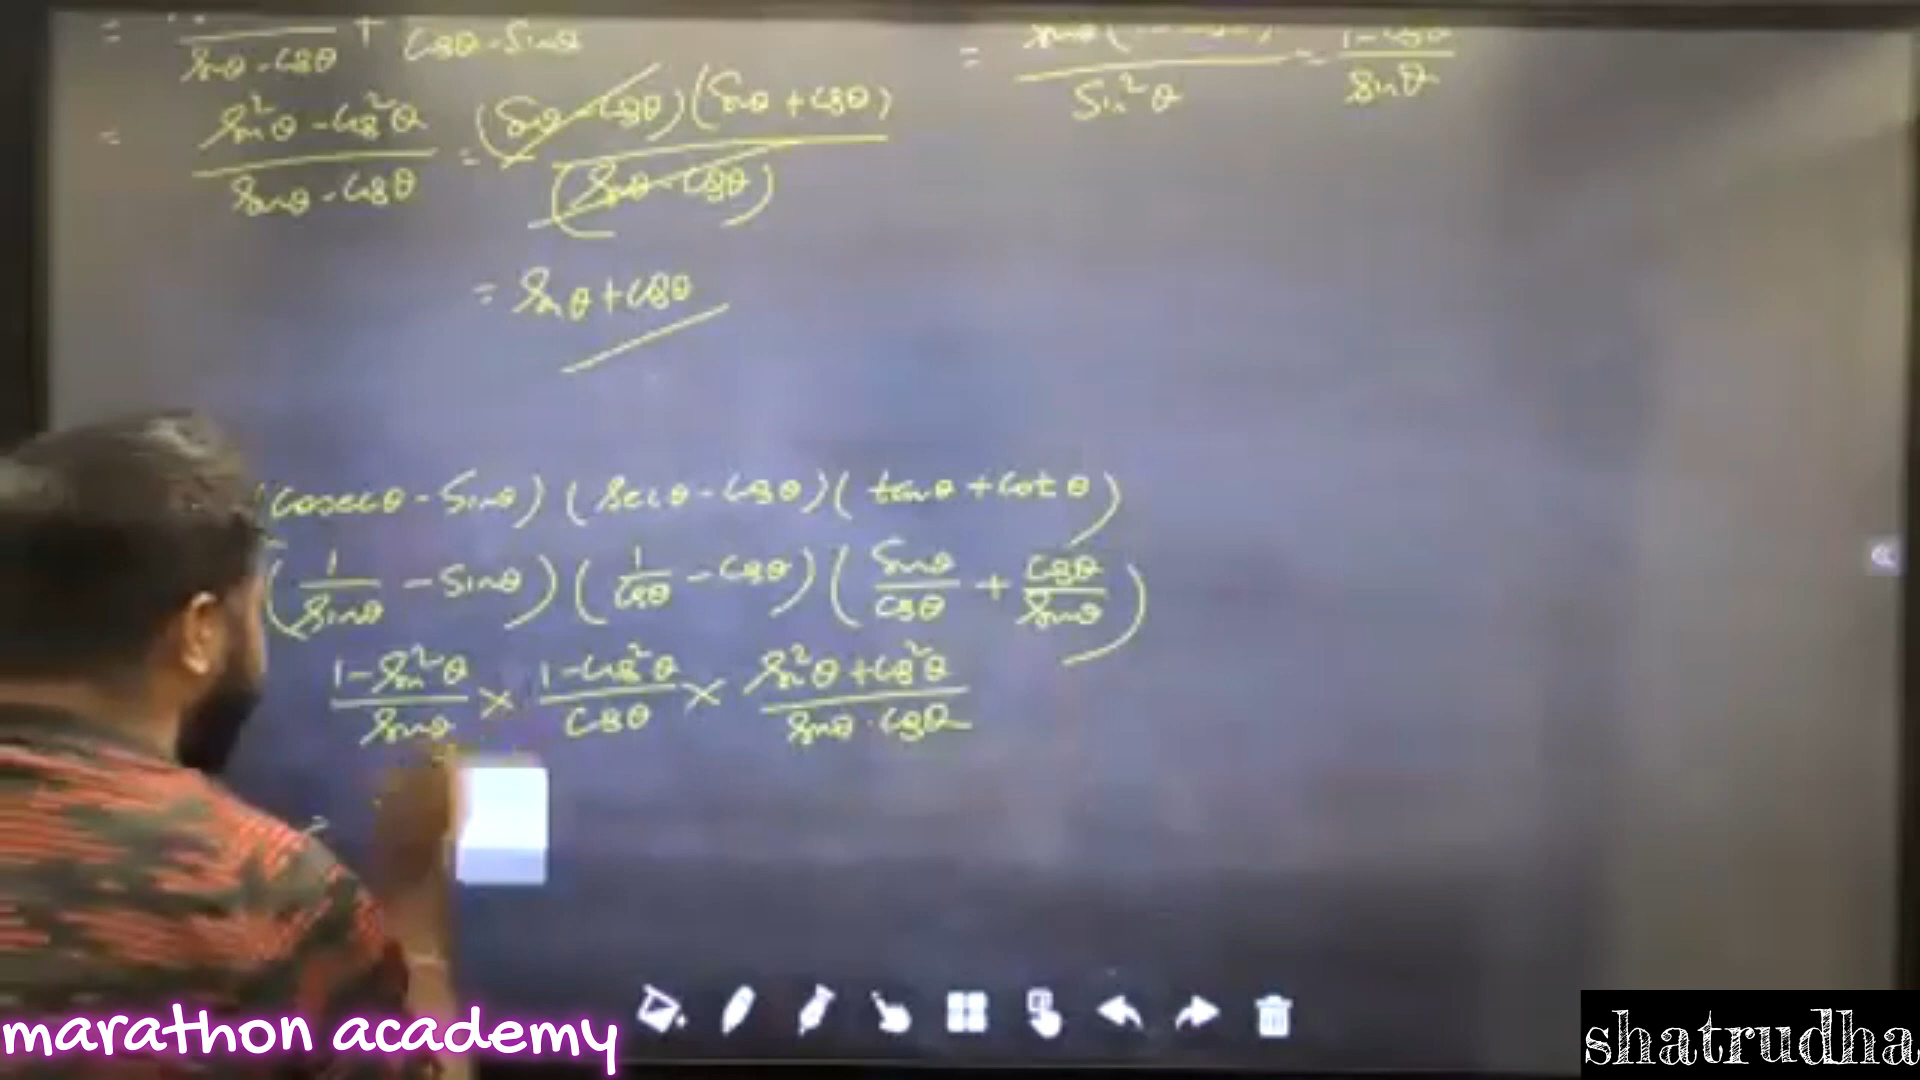 = / sinθ - cosθ + / cosθ - sinθ
= sin²θ - cos²θ / sinθ - cosθ = (sinθ - cosθ)(sinθ + cosθ) / (sinθ - cosθ)
= sinθ + cosθ
= / sin²θ = 1 - cosθ / sinθ
(cosecθ - sinθ) (secθ - cosθ) (tanθ + cotθ)
(1/sinθ - sinθ) (1/cosθ - cosθ) (sinθ/cosθ + cosθ/sinθ)
1 - sin²θ / sinθ × 1 - cos²θ / cosθ × sin²θ + cos²θ / sinθ · cosθ
marathon academy
shatrudha